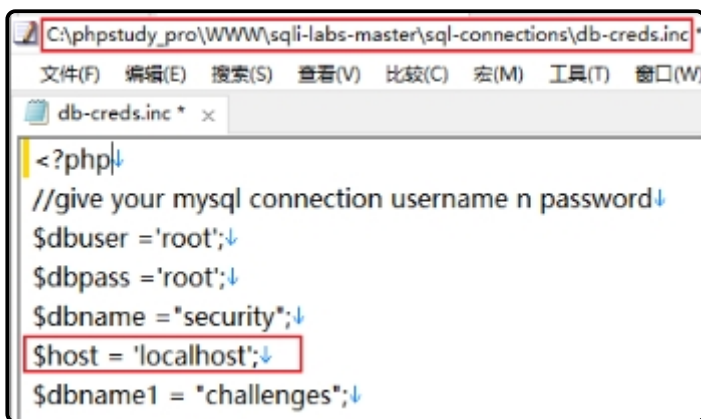 C:\phpstudy_pro\WWW\sqli-labs-master\sql-connections\db-creds.inc *
文件(F) 编辑(E) 搜索(S) 查看(V) 比较(C) 宏(M) 工具(T) 窗口(W
db-creds.inc * ×
<?php↓
//give your mysql connection username n password↓
$dbuser ='root';↓
$dbpass ='root';↓
$dbname ="security";↓
$host = 'localhost';↓
$dbname1 = "challenges";↓